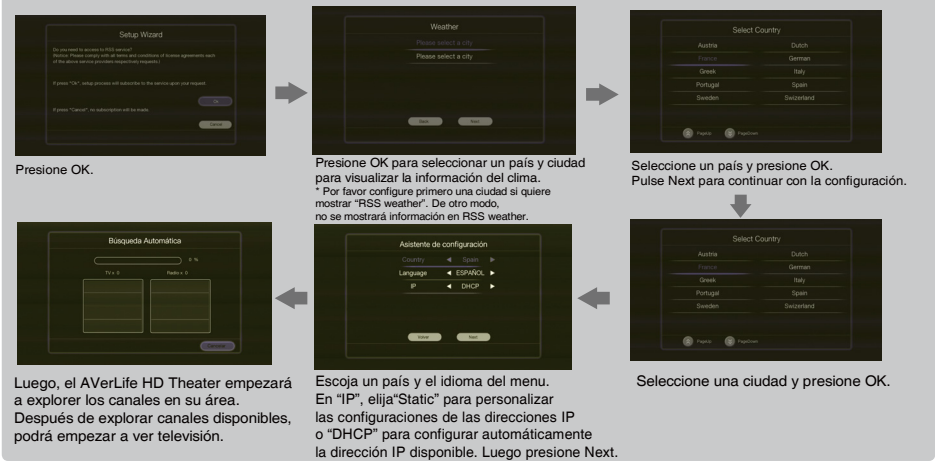 Setup Wizard
Do you need to access to RSS service?
(Notice: Please comply with all terms and conditions of license agreements each
of the above service providers respectively requests.)
If press "Ok", setup process will subscribe to the service upon your request.
Ok
If press "Cancel", no subscription will be made.
Cancel
Presione OK.
Weather
Please select a city
Please select a city
Back Next
Presione OK para seleccionar un país y ciudad
para visualizar la información del clima.
* Por favor configure primero una ciudad si quiere
mostrar “RSS weather”. De otro modo,
no se mostrará información en RSS weather.
Select Country
Austria Dutch
France German
Greek Italy
Portugal Spain
Sweden Swizerland
PageUp PageDown
Seleccione un país y presione OK.
Pulse Next para continuar con la configuración.
Select Country
Austria Dutch
France German
Greek Italy
Portugal Spain
Sweden Swizerland
PageUp PageDown
Seleccione una ciudad y presione OK.
Asistente de configuración
Country ◀ Spain ▶
Language ◀ ESPAÑOL ▶
IP ◀ DHCP ▶
Volver Next
Escoja un país y el idioma del menu.
En “IP”, elija“Static” para personalizar
las configuraciones de las direcciones IP
o “DHCP” para configurar automáticamente
la dirección IP disponible. Luego presione Next.
Búsqueda Automática
0 %
TV × 0 Radio × 0
Cancelar
Luego, el AVerLife HD Theater empezará
a explorar los canales en su área.
Después de explorar canales disponibles,
podrá empezar a ver televisión.